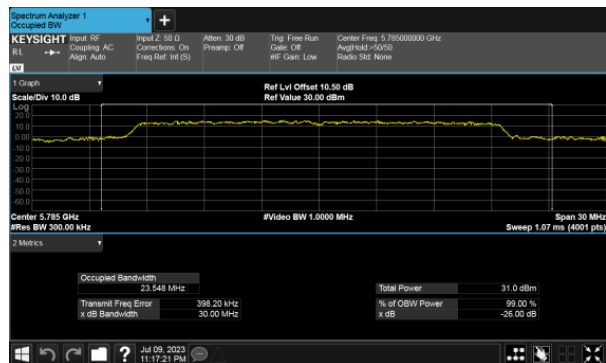 Spectrum Analyzer 1
Occupied BW
KEYSIGHT
RL
Input: RF
Coupling: AC
Align: Auto
Input Z: 50 Ω
Corrections: On
Freq Ref: Int (S)
Atten: 30 dB
Preamp: Off
Trig: Free Run
Gate: Off
#IF Gain: Low
Center Freq: 5.785000000 GHz
Avg|Hold:>50/50
Radio Std: None
LW
1 Graph
Scale/Div 10.0 dB
Ref Lvl Offset 10.50 dB
Ref Value 30.00 dBm
Log
20.0
10.0
0.00
-10.0
-20.0
-30.0
-40.0
-50.0
-60.0
Center 5.785 GHz
#Res BW 300.00 kHz
#Video BW 1.0000 MHz
Span 30 MHz
Sweep 1.07 ms (4001 pts)
2 Metrics
Occupied Bandwidth
23.548 MHz
Total Power 31.0 dBm
Transmit Freq Error 398.20 kHz
% of OBW Power 99.00 %
x dB Bandwidth 30.00 MHz
x dB -26.00 dB
?
Jul 09, 2023
11:17:21 PM